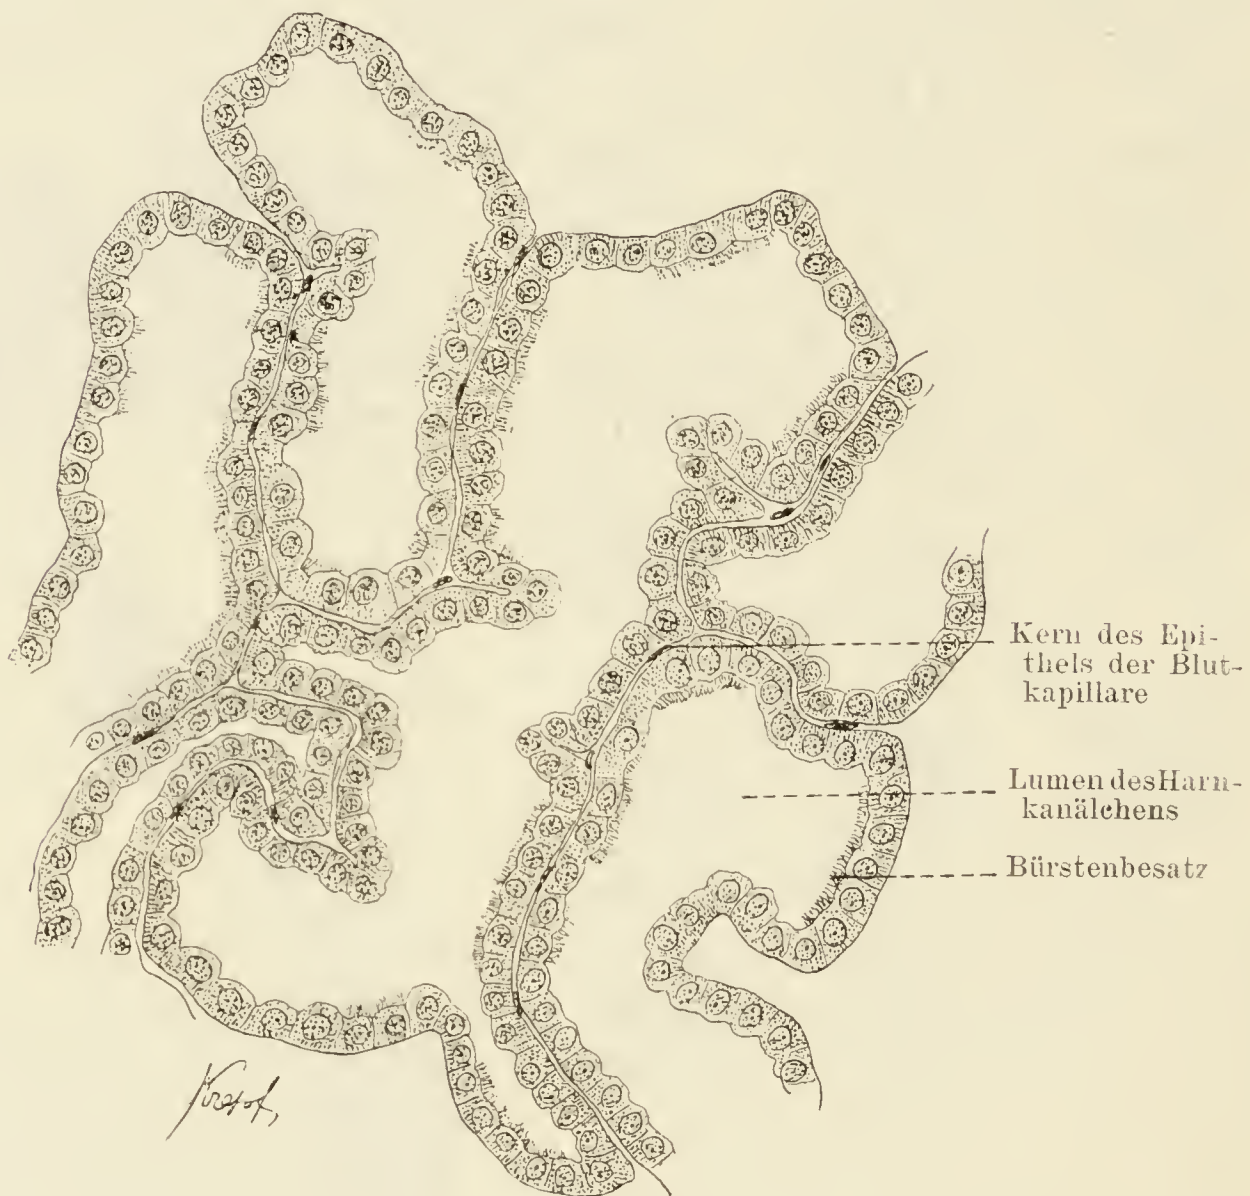 Kern des Epi-
thels der Blut-
kapillare
Lumen des Harn-
kanälchens
Bürstenbesatz